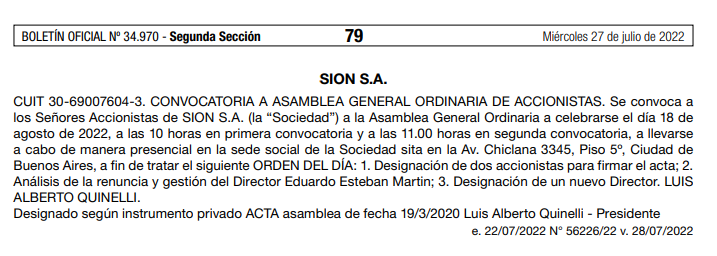 BOLETÍN OFICIAL Nº 34.970 - Segunda Sección 79 Miércoles 27 de julio de 2022
SION S.A.
CUIT 30-69007604-3. CONVOCATORIA A ASAMBLEA GENERAL ORDINARIA DE ACCIONISTAS. Se convoca a
los Señores Accionistas de SION S.A. (la “Sociedad”) a la Asamblea General Ordinaria a celebrarse el día 18 de
agosto de 2022, a las 10 horas en primera convocatoria y a las 11.00 horas en segunda convocatoria, a llevarse
a cabo de manera presencial en la sede social de la Sociedad sita en la Av. Chiclana 3345, Piso 5º, Ciudad de
Buenos Aires, a fin de tratar el siguiente ORDEN DEL DÍA: 1. Designación de dos accionistas para firmar el acta; 2.
Análisis de la renuncia y gestión del Director Eduardo Esteban Martin; 3. Designación de un nuevo Director. LUIS
ALBERTO QUINELLI.
Designado según instrumento privado ACTA asamblea de fecha 19/3/2020 Luis Alberto Quinelli - Presidente
e. 22/07/2022 N° 56226/22 v. 28/07/2022